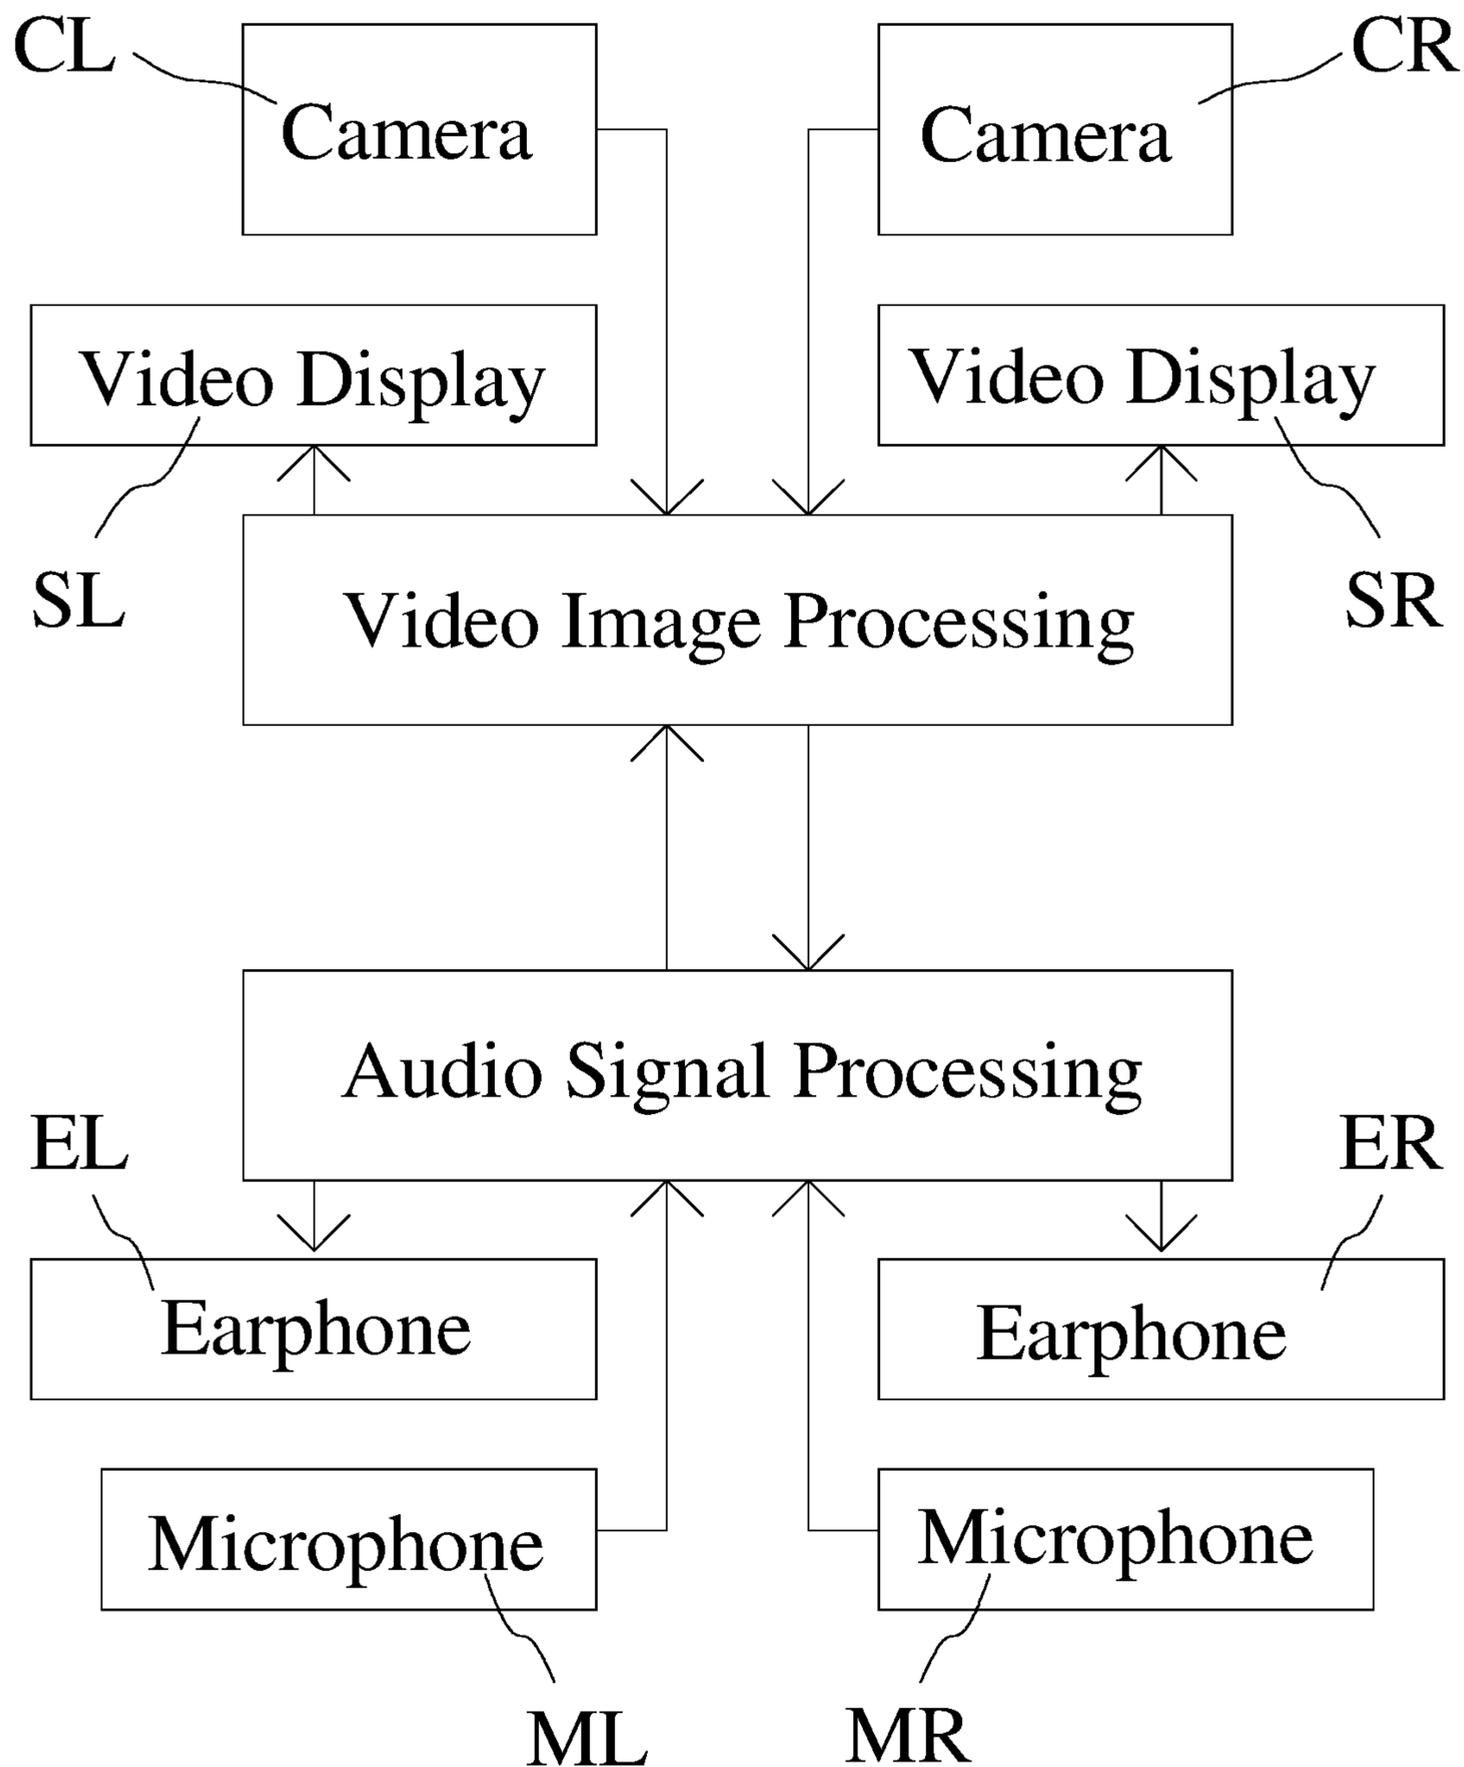 CL
CR
Camera
Camera
Video Display
Video Display
SL
SR
Video Image Processing
Audio Signal Processing
EL
ER
Earphone
Earphone
Microphone
Microphone
ML
MR